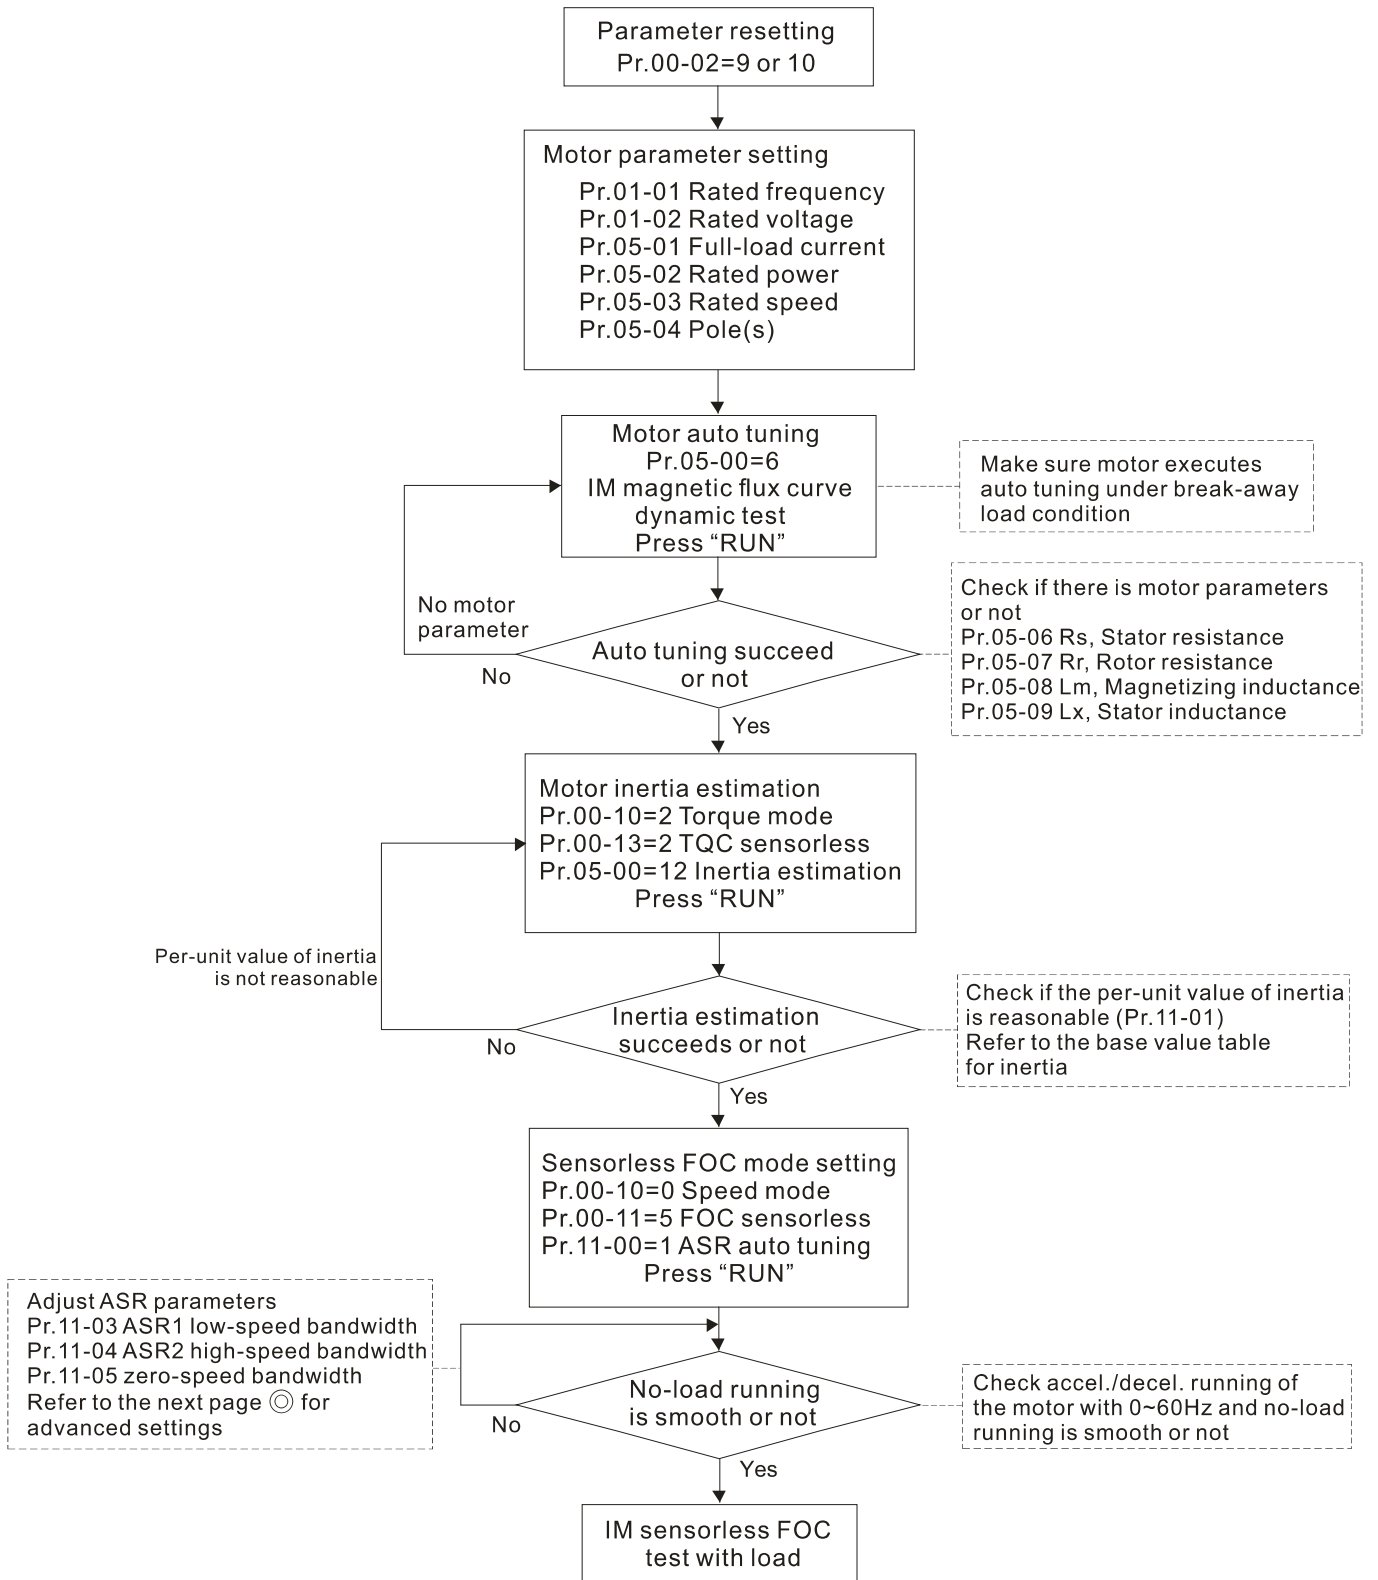 Parameter resetting
Pr.00-02=9 or 10
Motor parameter setting
Pr.01-01 Rated frequency
Pr.01-02 Rated voltage
Pr.05-01 Full-load current
Pr.05-02 Rated power
Pr.05-03 Rated speed
Pr.05-04 Pole(s)
Motor auto tuning
Pr.05-00=6
IM magnetic flux curve
dynamic test
Press “RUN”
Make sure motor executes
auto tuning under break-away
load condition
No motor
parameter
No
Auto tuning succeed
or not
Check if there is motor parameters
or not
Pr.05-06 Rs, Stator resistance
Pr.05-07 Rr, Rotor resistance
Pr.05-08 Lm, Magnetizing inductance
Pr.05-09 Lx, Stator inductance
Yes
Motor inertia estimation
Pr.00-10=2 Torque mode
Pr.00-13=2 TQC sensorless
Pr.05-00=12 Inertia estimation
Press “RUN”
Per-unit value of inertia
is not reasonable
No
Inertia estimation
succeeds or not
Check if the per-unit value of inertia
is reasonable (Pr.11-01)
Refer to the base value table
for inertia
Yes
Sensorless FOC mode setting
Pr.00-10=0 Speed mode
Pr.00-11=5 FOC sensorless
Pr.11-00=1 ASR auto tuning
Press “RUN”
Adjust ASR parameters
Pr.11-03 ASR1 low-speed bandwidth
Pr.11-04 ASR2 high-speed bandwidth
Pr.11-05 zero-speed bandwidth
Refer to the next page ◎ for
advanced settings
No
No-load running
is smooth or not
Check accel./decel. running of
the motor with 0~60Hz and no-load
running is smooth or not
Yes
IM sensorless FOC
test with load